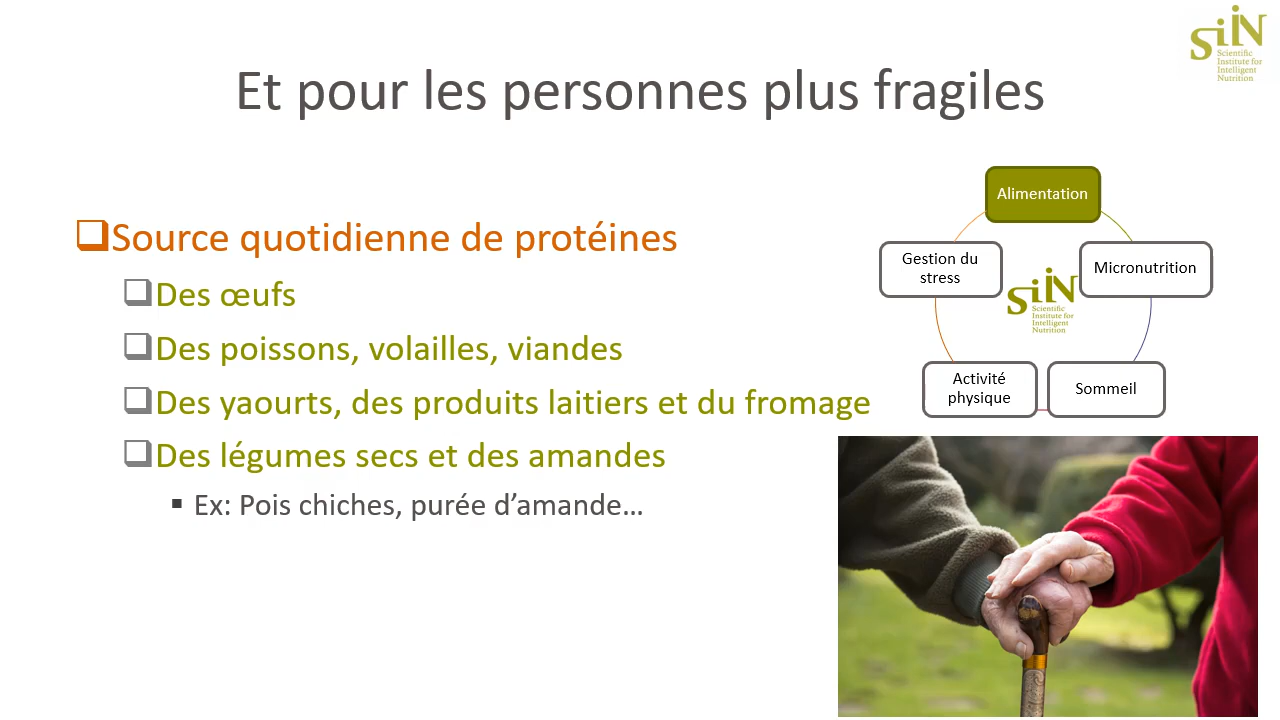 SiiN
Scientific
Institute for
Intelligent
Nutrition
Et pour les personnes plus fragiles
❑Source quotidienne de protéines
❑Des œufs
❑Des poissons, volailles, viandes
❑Des yaourts, des produits laitiers et du fromage
❑Des légumes secs et des amandes
▪ Ex: Pois chiches, purée d’amande…
Alimentation
Gestion du
stress
Micronutrition
SiiN
Scientific
Institute for
Intelligent
Nutrition
Activité
physique
Sommeil